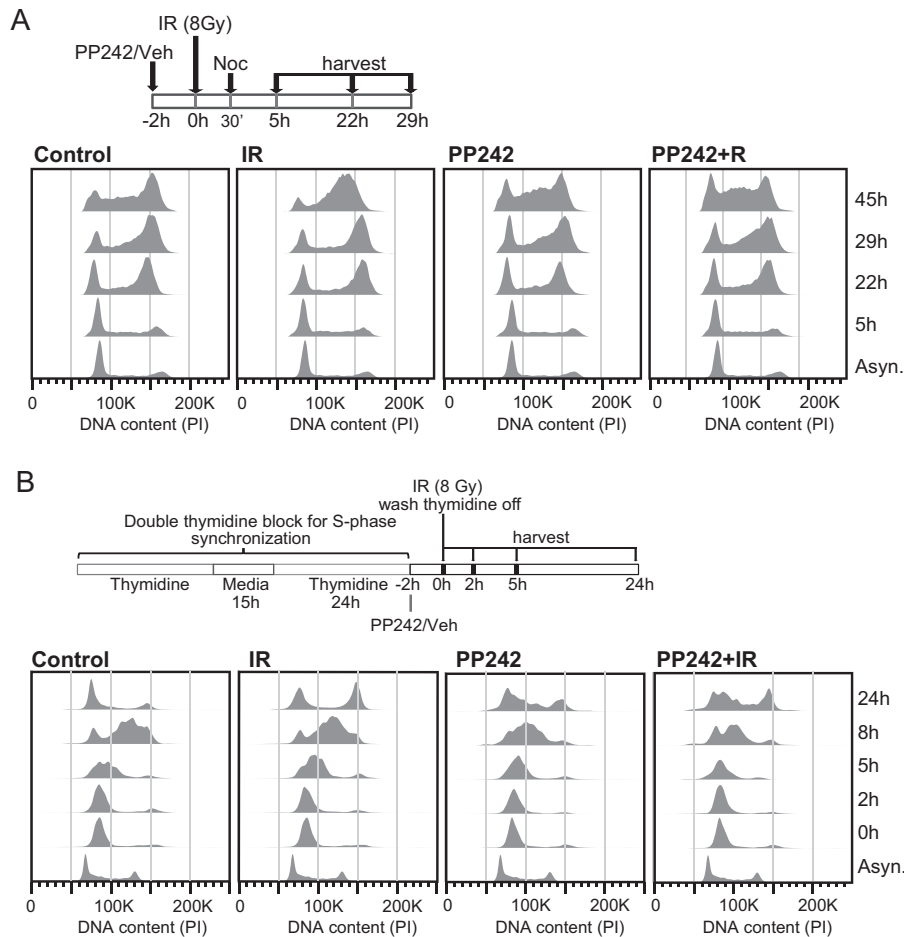 A
IR (8Gy)
PP242/Veh
Noc
harvest
-2h 0h 30' 5h 22h 29h
Control IR PP242 PP242+R
45h
29h
22h
5h
Asyn.
0 100K 200K 0 100K 200K 0 100K 200K 0 100K 200K
DNA content (PI) DNA content (PI) DNA content (PI) DNA content (PI)
B
IR (8 Gy)
wash thymidine off
Double thymidine block for S-phase
synchronization
harvest
Thymidine Media Thymidine -2h 0h 2h 5h 24h
15h 24h
PP242/Veh
Control IR PP242 PP242+IR
24h
8h
5h
2h
0h
Asyn.
0 100K 200K 0 100K 200K 0 100K 200K 0 100K 200K
DNA content (PI) DNA content (PI) DNA content (PI) DNA content (PI)